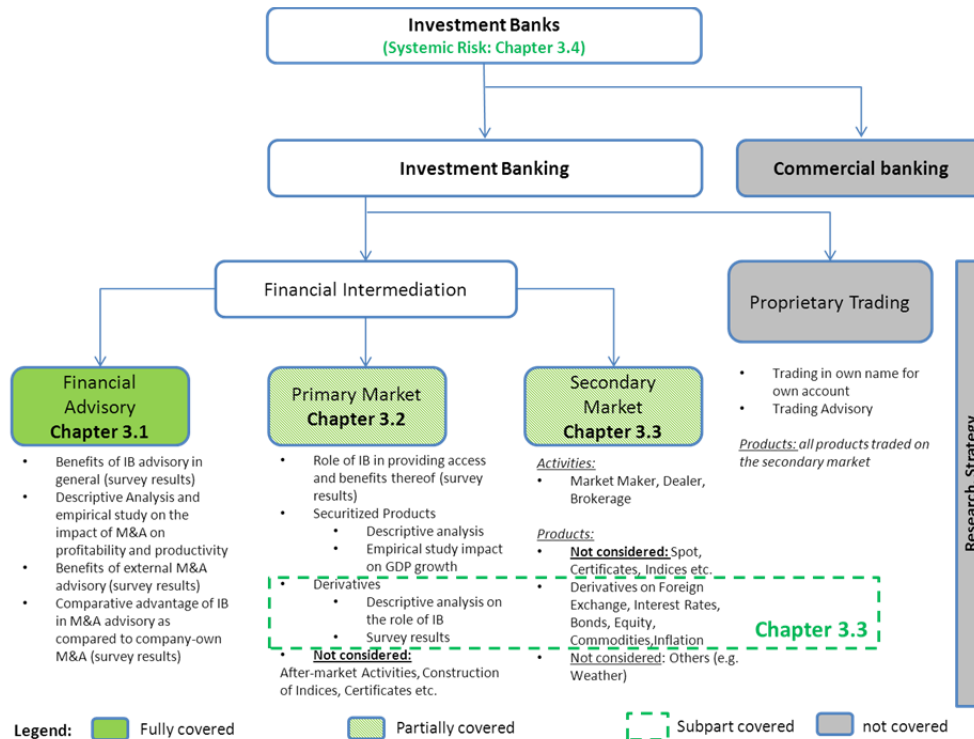 Investment Banks
(Systemic Risk: Chapter 3.4)
Investment Banking
Commercial banking
Financial Intermediation
Proprietary Trading
Financial
Advisory
Chapter 3.1
Primary Market
Chapter 3.2
Secondary
Market
Chapter 3.3
• Trading in own name for
own account
• Trading Advisory
Products: all products traded on
the secondary market
• Benefits of IB advisory in
general (survey results)
• Descriptive Analysis and
empirical study on the
impact of M&A on
profitability and productivity
• Benefits of external M&A
advisory (survey results)
• Comparative advantage of IB
in M&A advisory as
compared to company-own
M&A (survey results)
• Role of IB in providing access
and benefits thereof (survey
results)
• Securitized Products
• Descriptive analysis
• Empirical study impact
on GDP growth
• Derivatives
• Descriptive analysis on
the role of IB
• Survey results
• Not considered:
After-market Activities, Construction
of Indices, Certificates etc.
Activities:
• Market Maker, Dealer,
Brokerage
Products:
• Not considered: Spot,
Certificates, Indices etc.
• Derivatives on Foreign
Exchange, Interest Rates,
Bonds, Equity,
Commodities,Inflation
• Not considered: Others (e.g.
Weather)
Chapter 3.3
Research Strategy
Legend:
Fully covered
Partially covered
Subpart covered
not covered